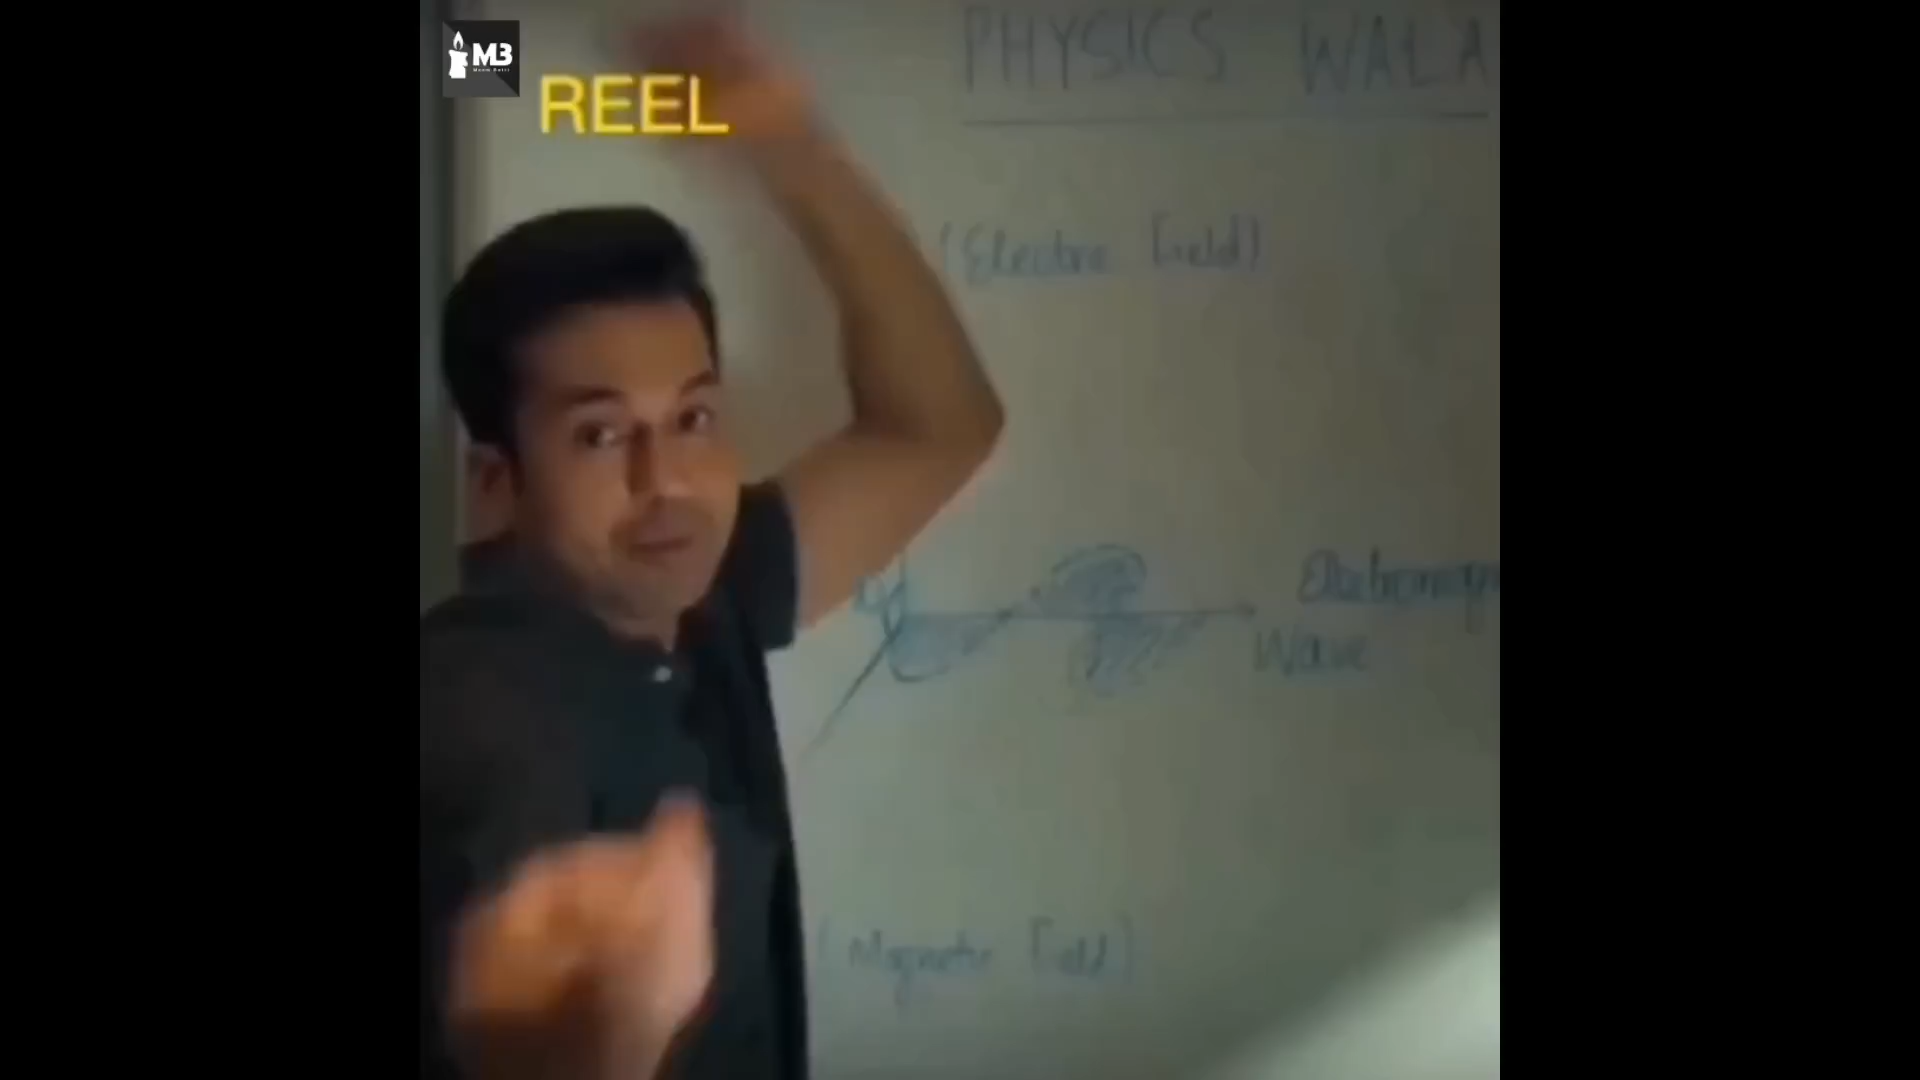 M3
REEL
PHYSICS WALA
(Electric Field)
Wave
(Magnetic Field)